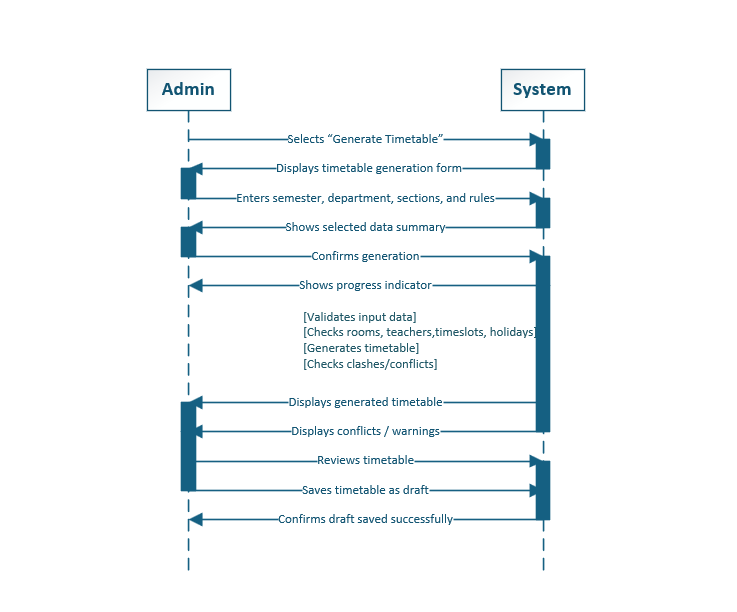 Admin
System
Selects “Generate Timetable”
Displays timetable generation form
Enters semester, department, sections, and rules
Shows selected data summary
Confirms generation
Shows progress indicator
[Validates input data]
[Checks rooms, teachers,timeslots, holidays]
[Generates timetable]
[Checks clashes/conflicts]
Displays generated timetable
Displays conflicts / warnings
Reviews timetable
Saves timetable as draft
Confirms draft saved successfully